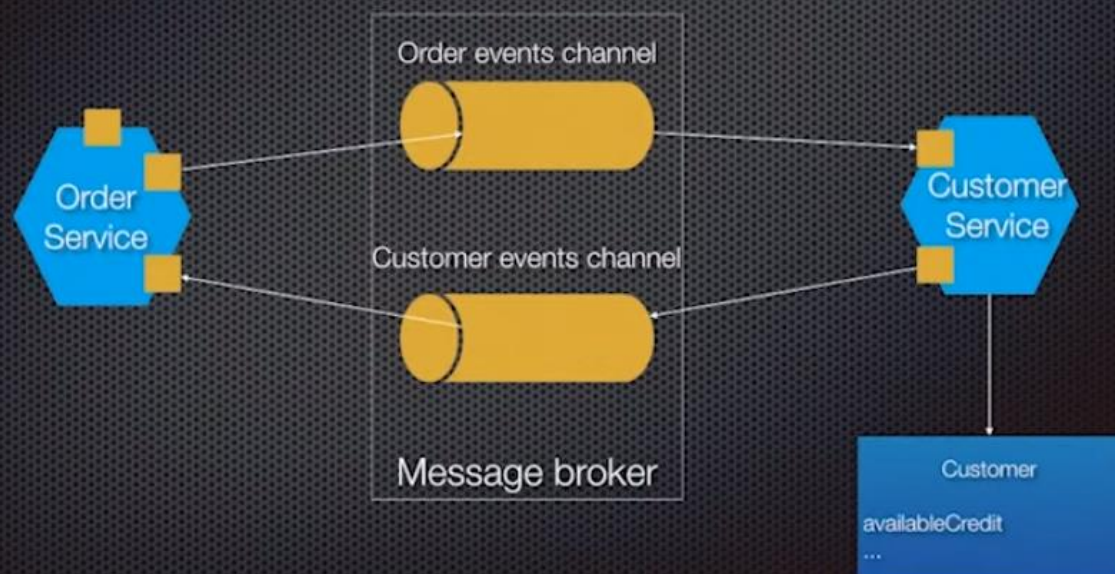 Order events channel
Order
Service
Customer
Service
Customer events channel
Message broker
Customer
availableCredit
...